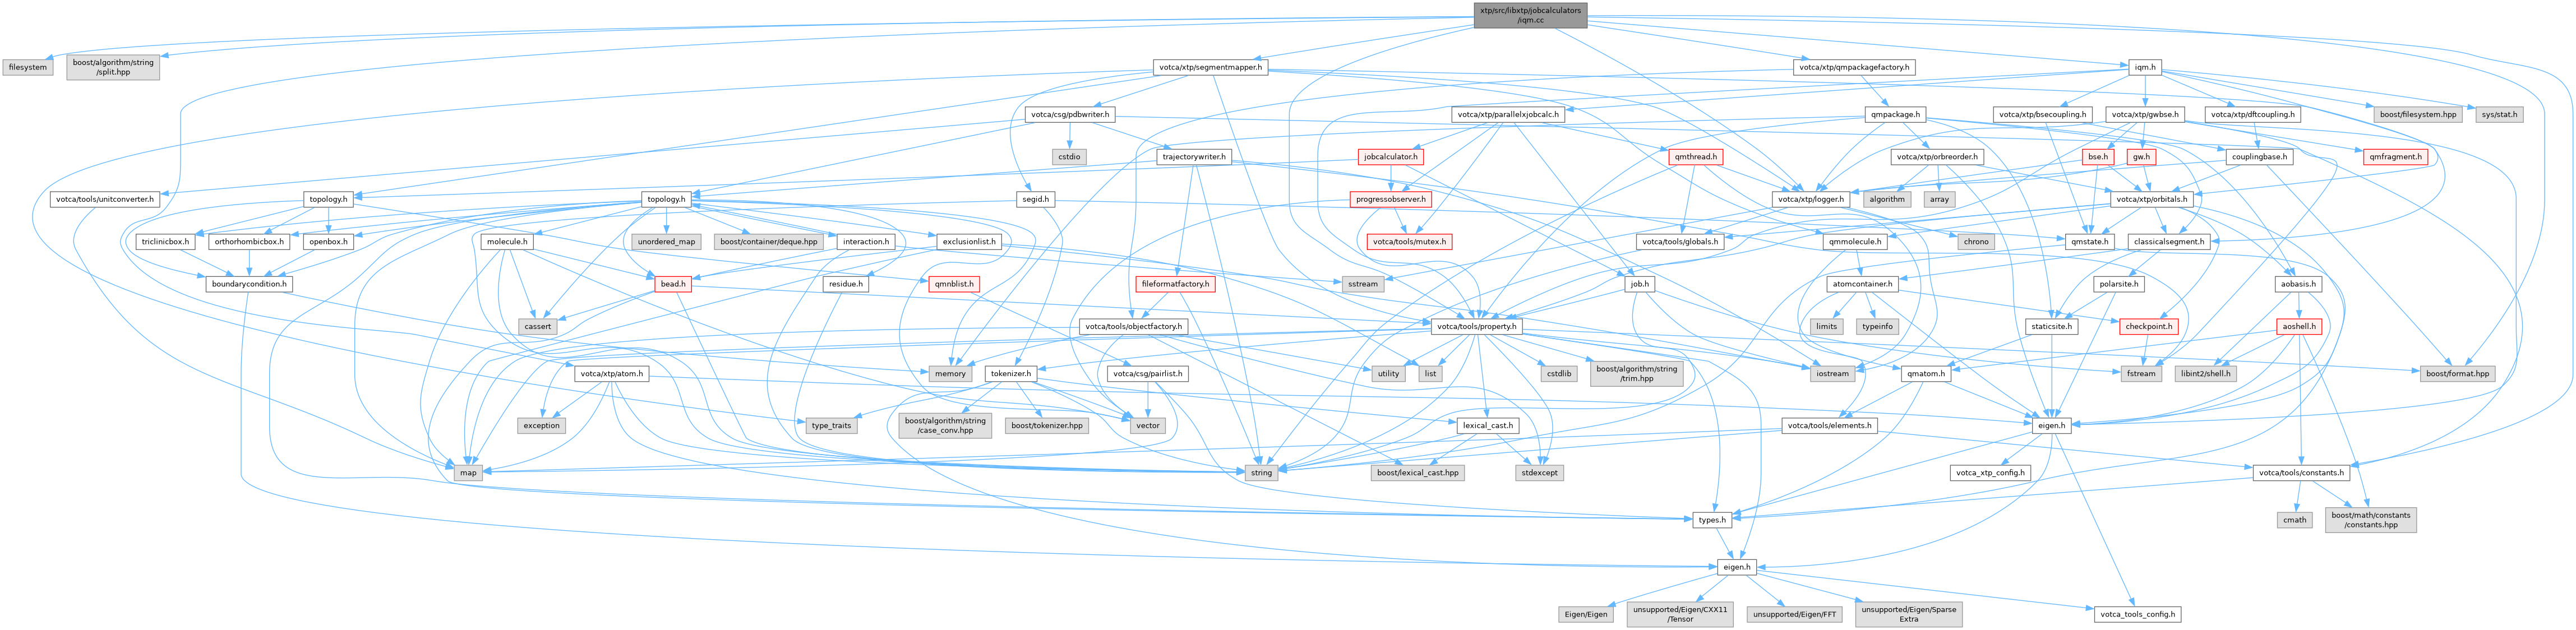 xtp/src/libxtp/jobcalculators
/iqm.cc
filesystem
boost/algorithm/string
/split.hpp
votca/xtp/segmentmapper.h
votca/xtp/qmpackagefactory.h
iqm.h
votca/csg/pdbwriter.h
votca/xtp/parallelxjobcalc.h
qmpackage.h
votca/xtp/bsecoupling.h
votca/xtp/gwbse.h
votca/xtp/dftcoupling.h
boost/filesystem.hpp
sys/stat.h
cstdio
trajectorywriter.h
jobcalculator.h
qmthread.h
votca/xtp/orbreorder.h
bse.h
gw.h
couplingbase.h
qmfragment.h
votca/tools/unitconverter.h
topology.h
topology.h
segid.h
progressobserver.h
votca/xtp/logger.h
algorithm
array
votca/xtp/orbitals.h
triclinicbox.h
orthorhombicbox.h
openbox.h
molecule.h
unordered_map
boost/container/deque.hpp
interaction.h
exclusionlist.h
votca/tools/mutex.h
votca/tools/globals.h
qmmolecule.h
chrono
qmstate.h
classicalsegment.h
boundarycondition.h
bead.h
residue.h
qmnblist.h
fileformatfactory.h
sstream
job.h
atomcontainer.h
polarsite.h
aobasis.h
cassert
votca/tools/objectfactory.h
votca/tools/property.h
limits
typeinfo
staticsite.h
checkpoint.h
aoshell.h
votca/xtp/atom.h
memory
tokenizer.h
votca/csg/pairlist.h
utility
list
cstdlib
boost/algorithm/string
/trim.hpp
iostream
qmatom.h
fstream
libint2/shell.h
boost/format.hpp
exception
type_traits
boost/algorithm/string
/case_conv.hpp
boost/tokenizer.hpp
vector
lexical_cast.h
votca/tools/elements.h
eigen.h
map
string
boost/lexical_cast.hpp
stdexcept
votca_xtp_config.h
votca/tools/constants.h
types.h
cmath
boost/math/constants
/constants.hpp
eigen.h
Eigen/Eigen
unsupported/Eigen/CXX11
/Tensor
unsupported/Eigen/FFT
unsupported/Eigen/Sparse
Extra
votca_tools_config.h